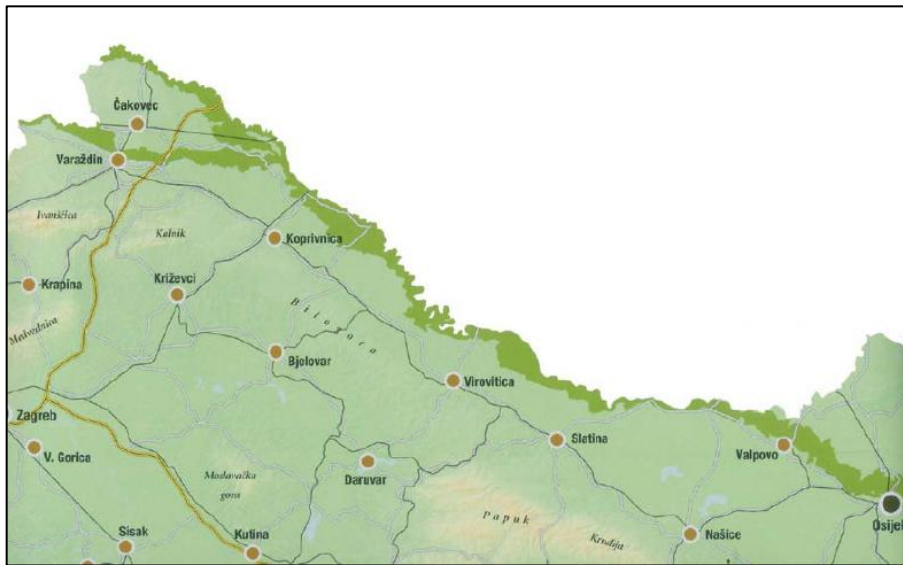 Čakovec
Varaždin
Ivanščica
Kalnik
Koprivnica
Krapina
Križevci
Medvednica
Bilogora
Bjelovar
Virovitica
Zagreb
V. Gorica
Slatina
Valpovo
Moslavačka
gora
Daruvar
Papuk
Krndija
Osijek
Sisak
Kutina
Našice